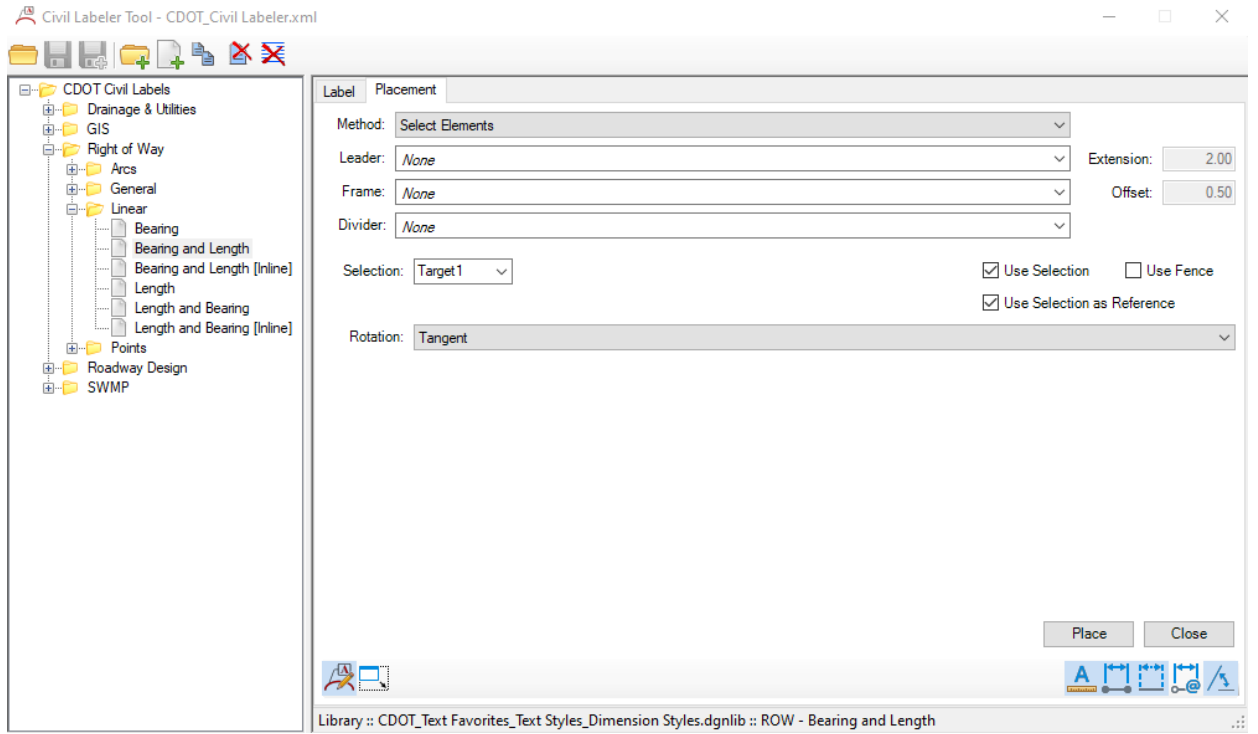 Civil Labeler Tool - CDOT_Civil Labeler.xml
CDOT Civil Labels
Drainage & Utilities
GIS
Right of Way
Arcs
General
Linear
Bearing
Bearing and Length
Bearing and Length [Inline]
Length
Length and Bearing
Length and Bearing [Inline]
Points
Roadway Design
SWMP
Label Placement
Method: Select Elements
Leader: None Extension: 2.00
Frame: None Offset: 0.50
Divider: None
Selection: Target1 Use Selection Use Fence
Use Selection as Reference
Rotation: Tangent
Place Close
Library :: CDOT_Text Favorites_Text Styles_Dimension Styles.dgnlib :: ROW - Bearing and Length